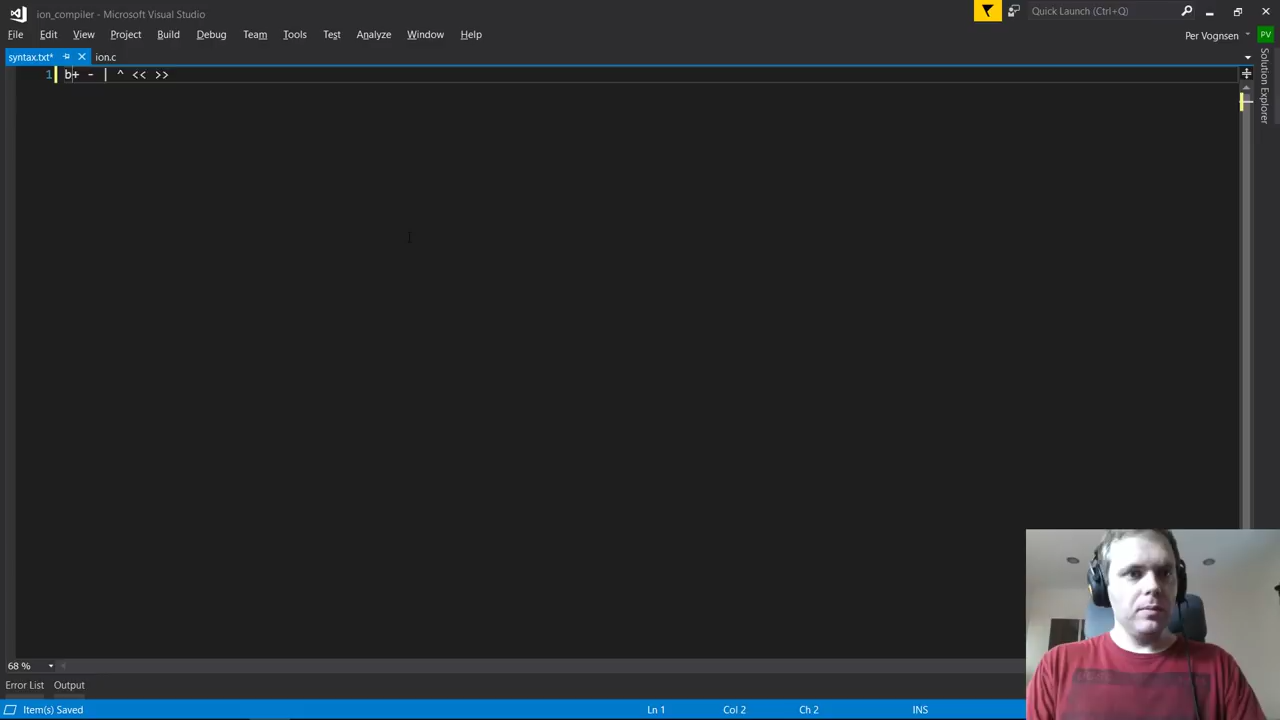 ion_compiler - Microsoft Visual Studio
Quick Launch (Ctrl+Q)
File Edit View Project Build Debug Team Tools Test Analyze Window Help
Per Vognsen
PV
syntax.txt*
ion.c
1 b+ - | ^ << >>
Solution Explorer
68 %
Error List
Output
Item(s) Saved
Ln 1
Col 2
Ch 2
INS